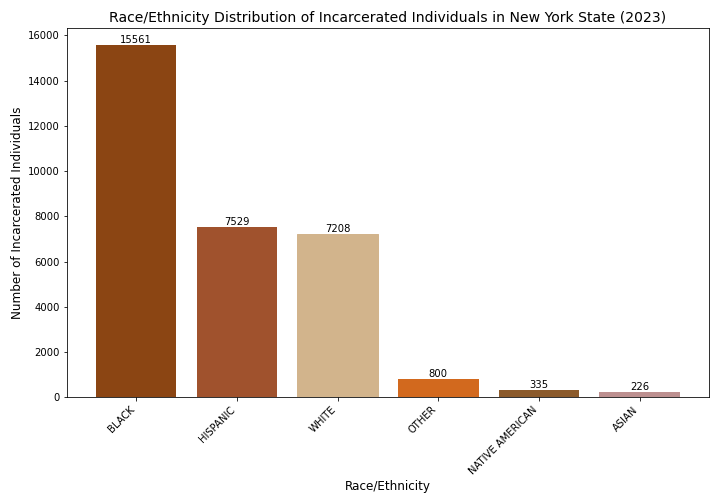 Race/Ethnicity Distribution of Incarcerated Individuals in New York State (2023)
Number of Incarcerated Individuals
16000
14000
12000
10000
8000
6000
4000
2000
0
15561
7529
7208
800
335
226
BLACK
HISPANIC
WHITE
OTHER
NATIVE AMERICAN
ASIAN
Race/Ethnicity